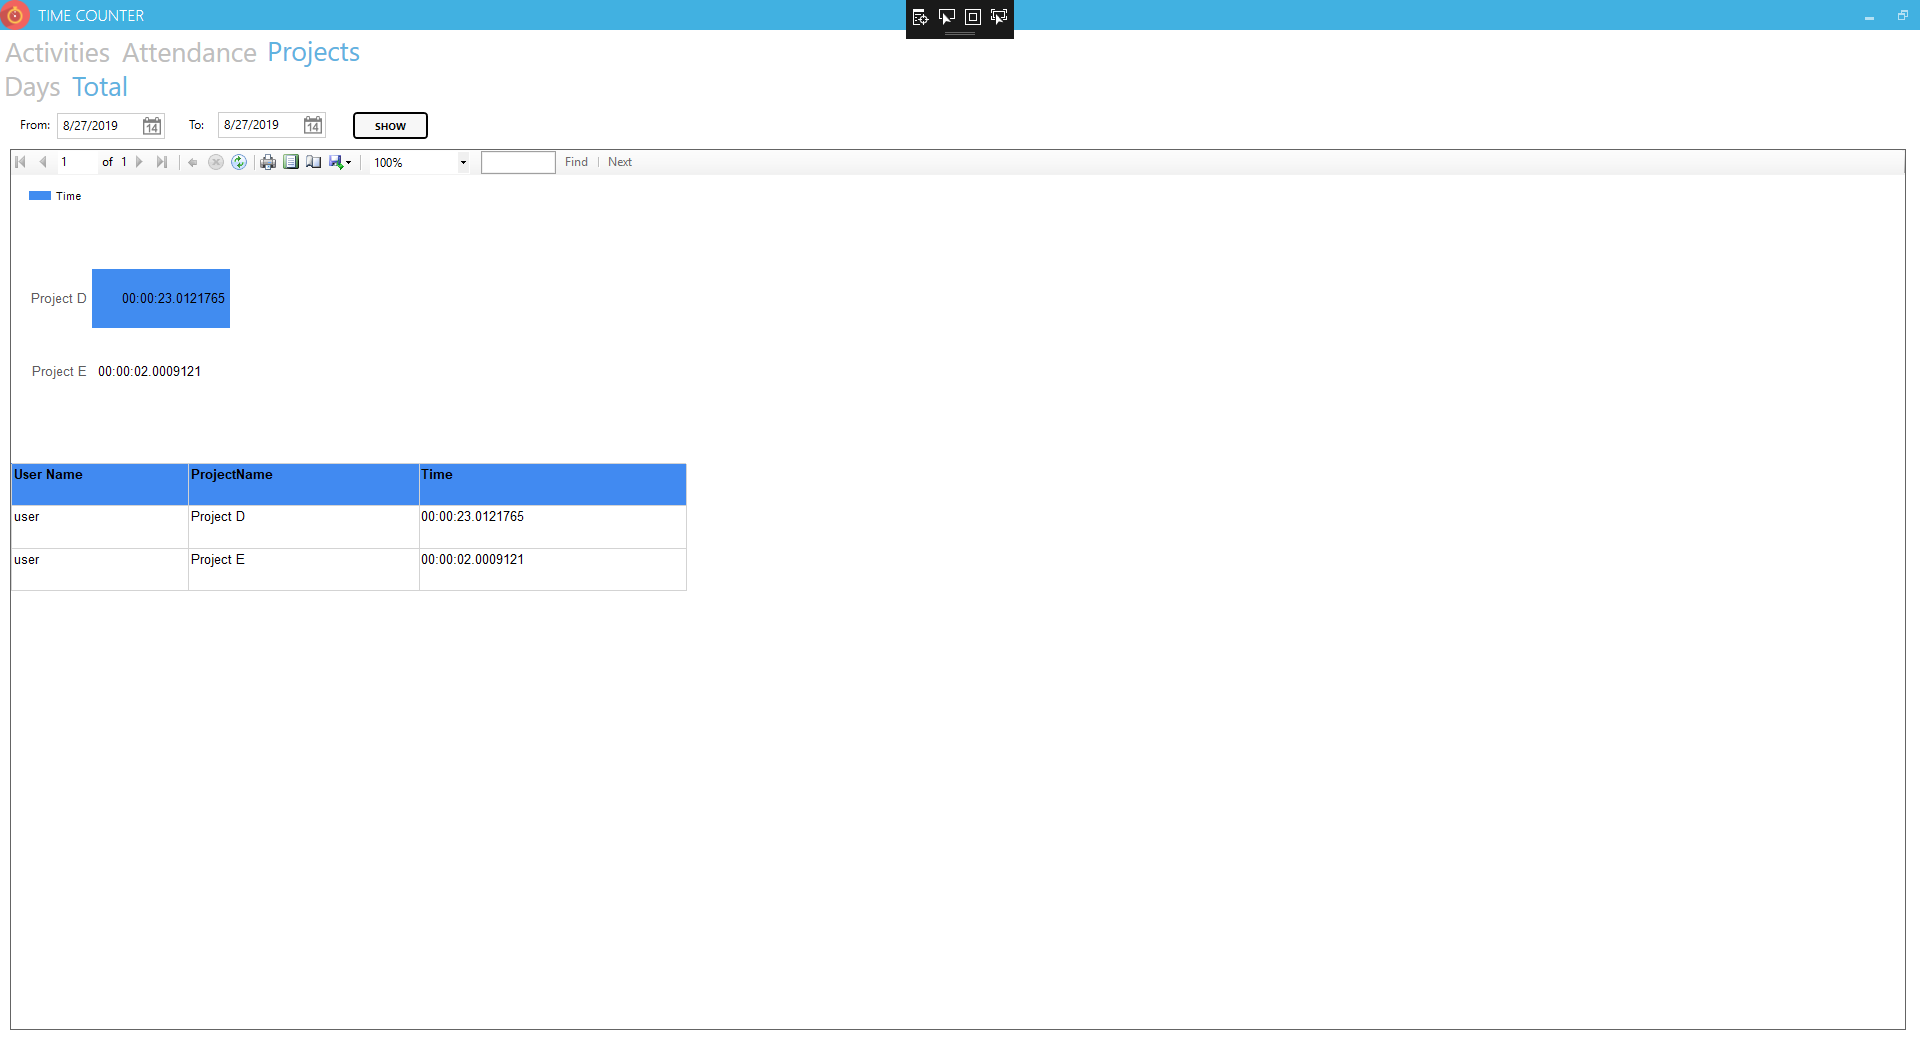 TIME COUNTER
Activities Attendance Projects
Days Total
From: 8/27/2019 14 To: 8/27/2019 14 SHOW
1 of 1 100% Find Next
Time
Project D 00:00:23.0121765
Project E 00:00:02.0009121
User Name ProjectName Time
user Project D 00:00:23.0121765
user Project E 00:00:02.0009121